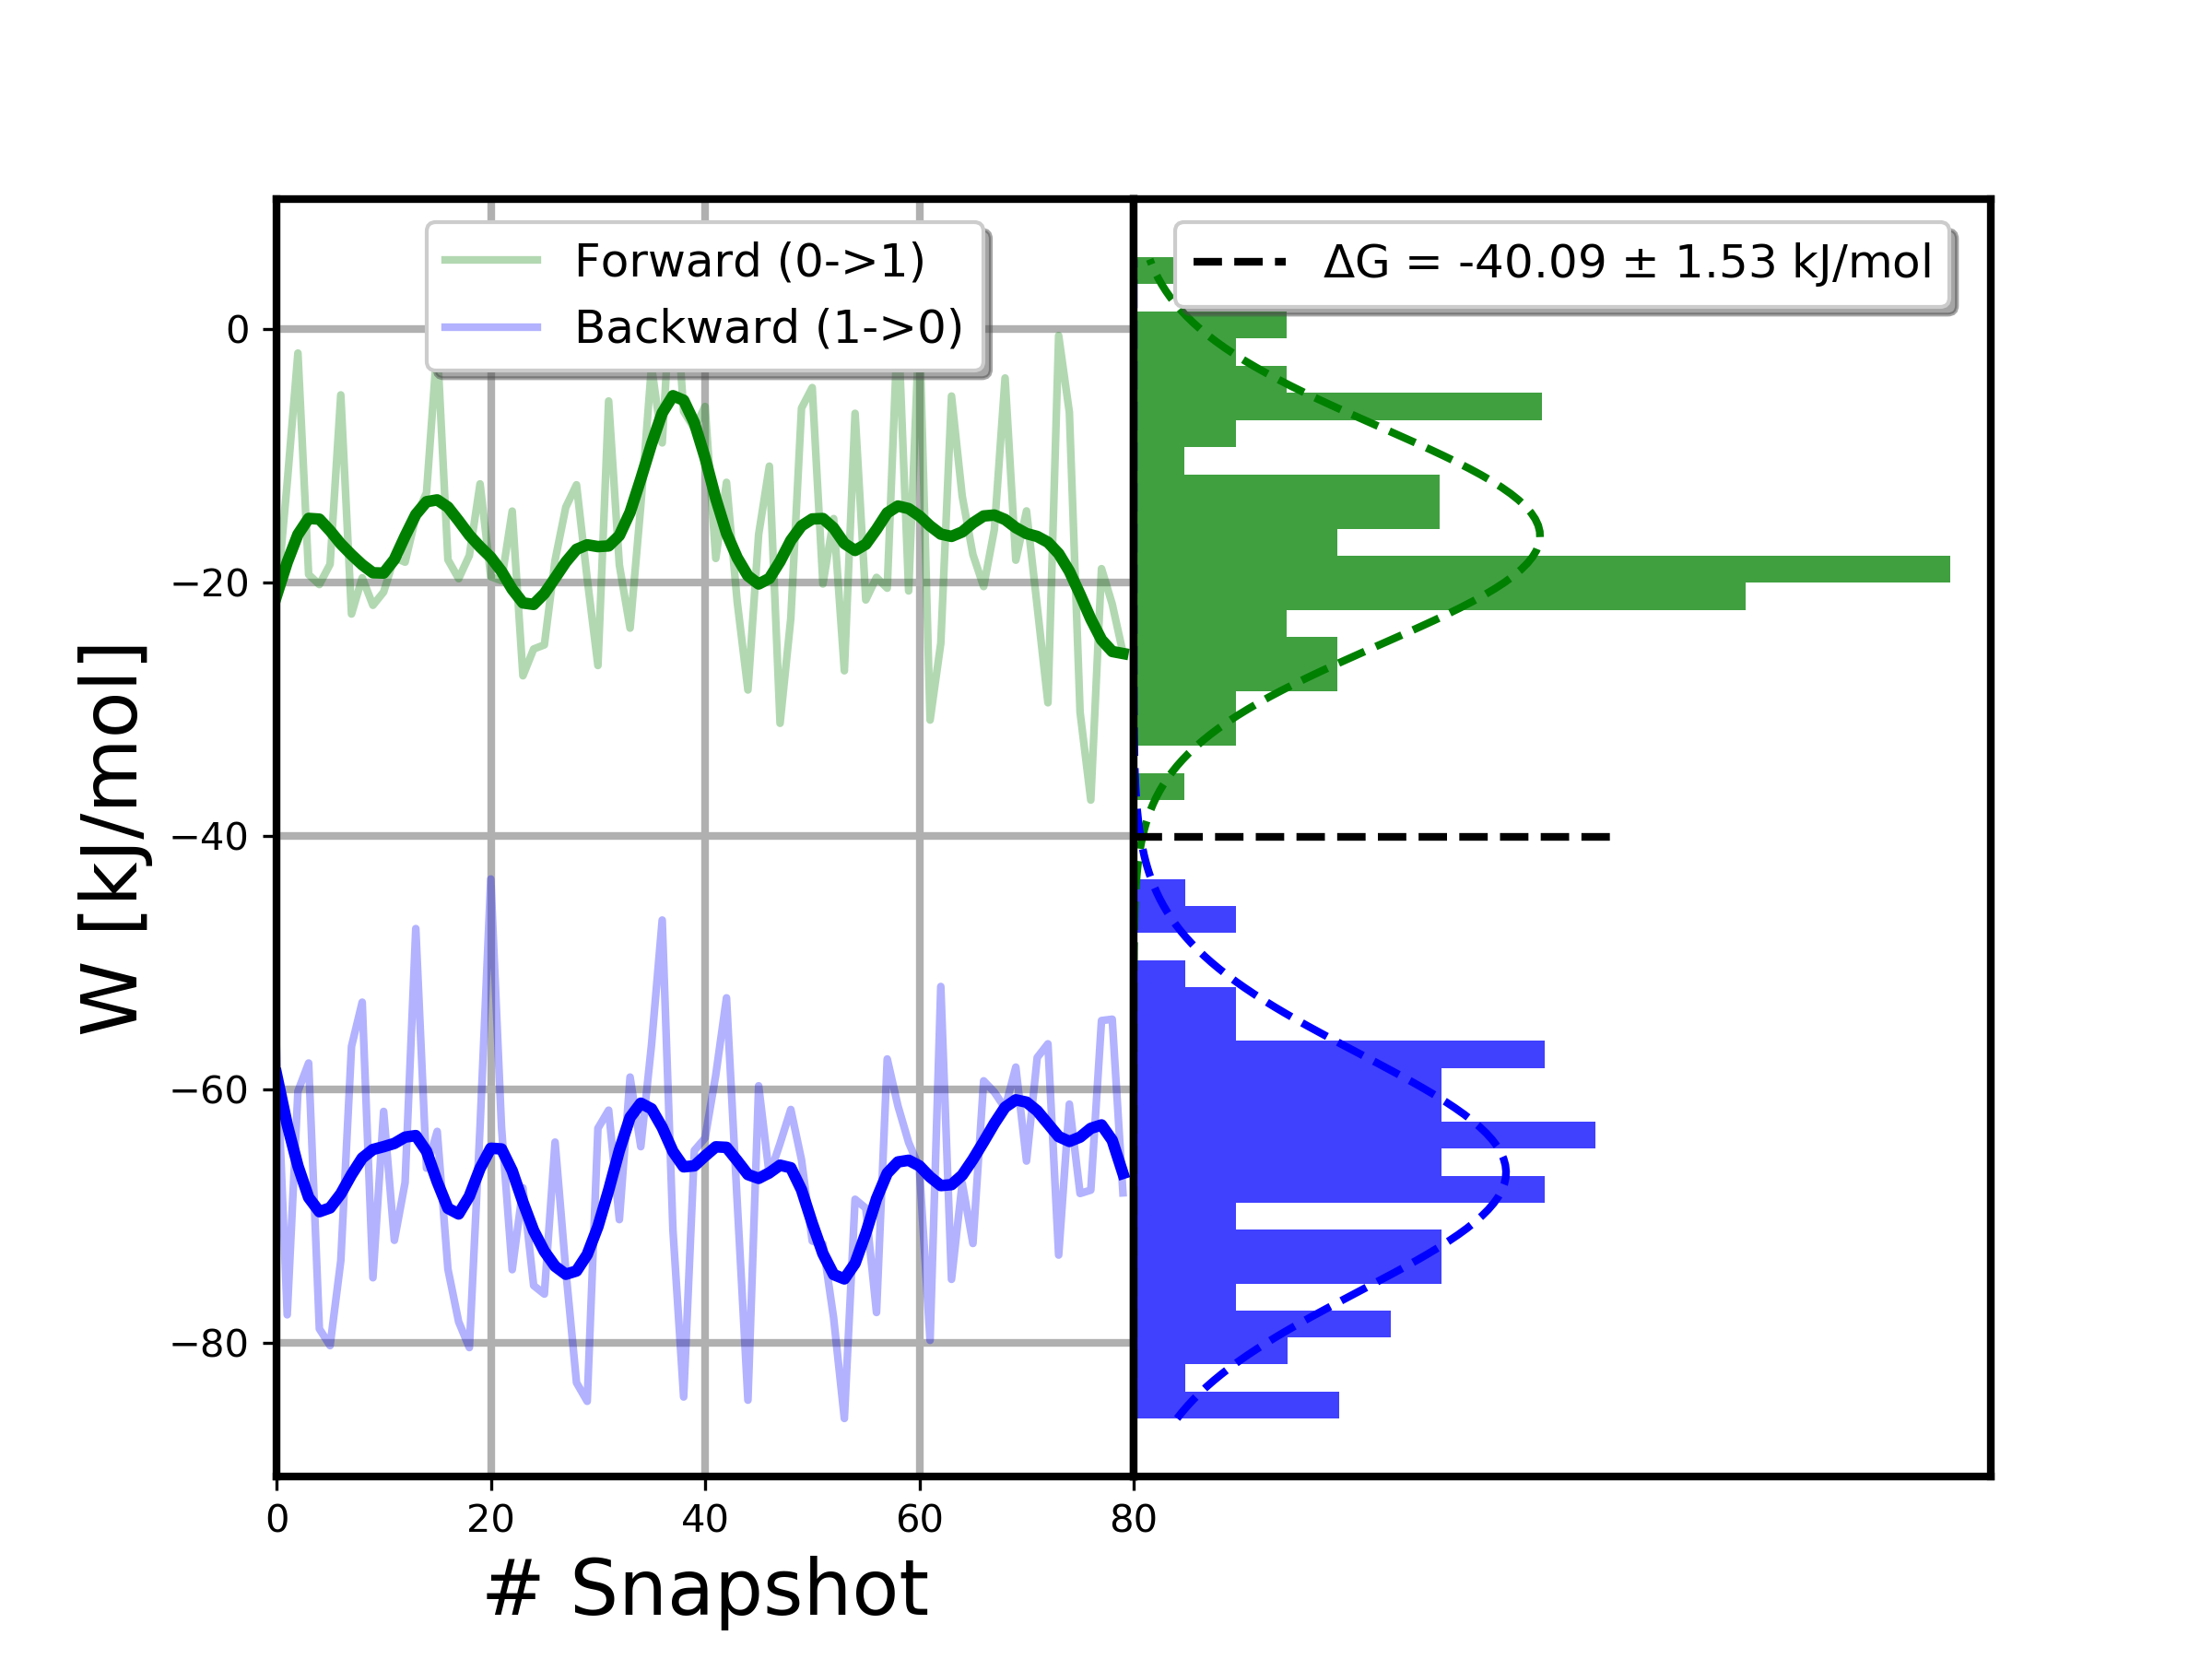 Forward (0->1)
Backward (1->0)
ΔG = -40.09 ± 1.53 kJ/mol
W [kJ/mol]
0
−20
−40
−60
−80
0 20 40 60 80
# Snapshot